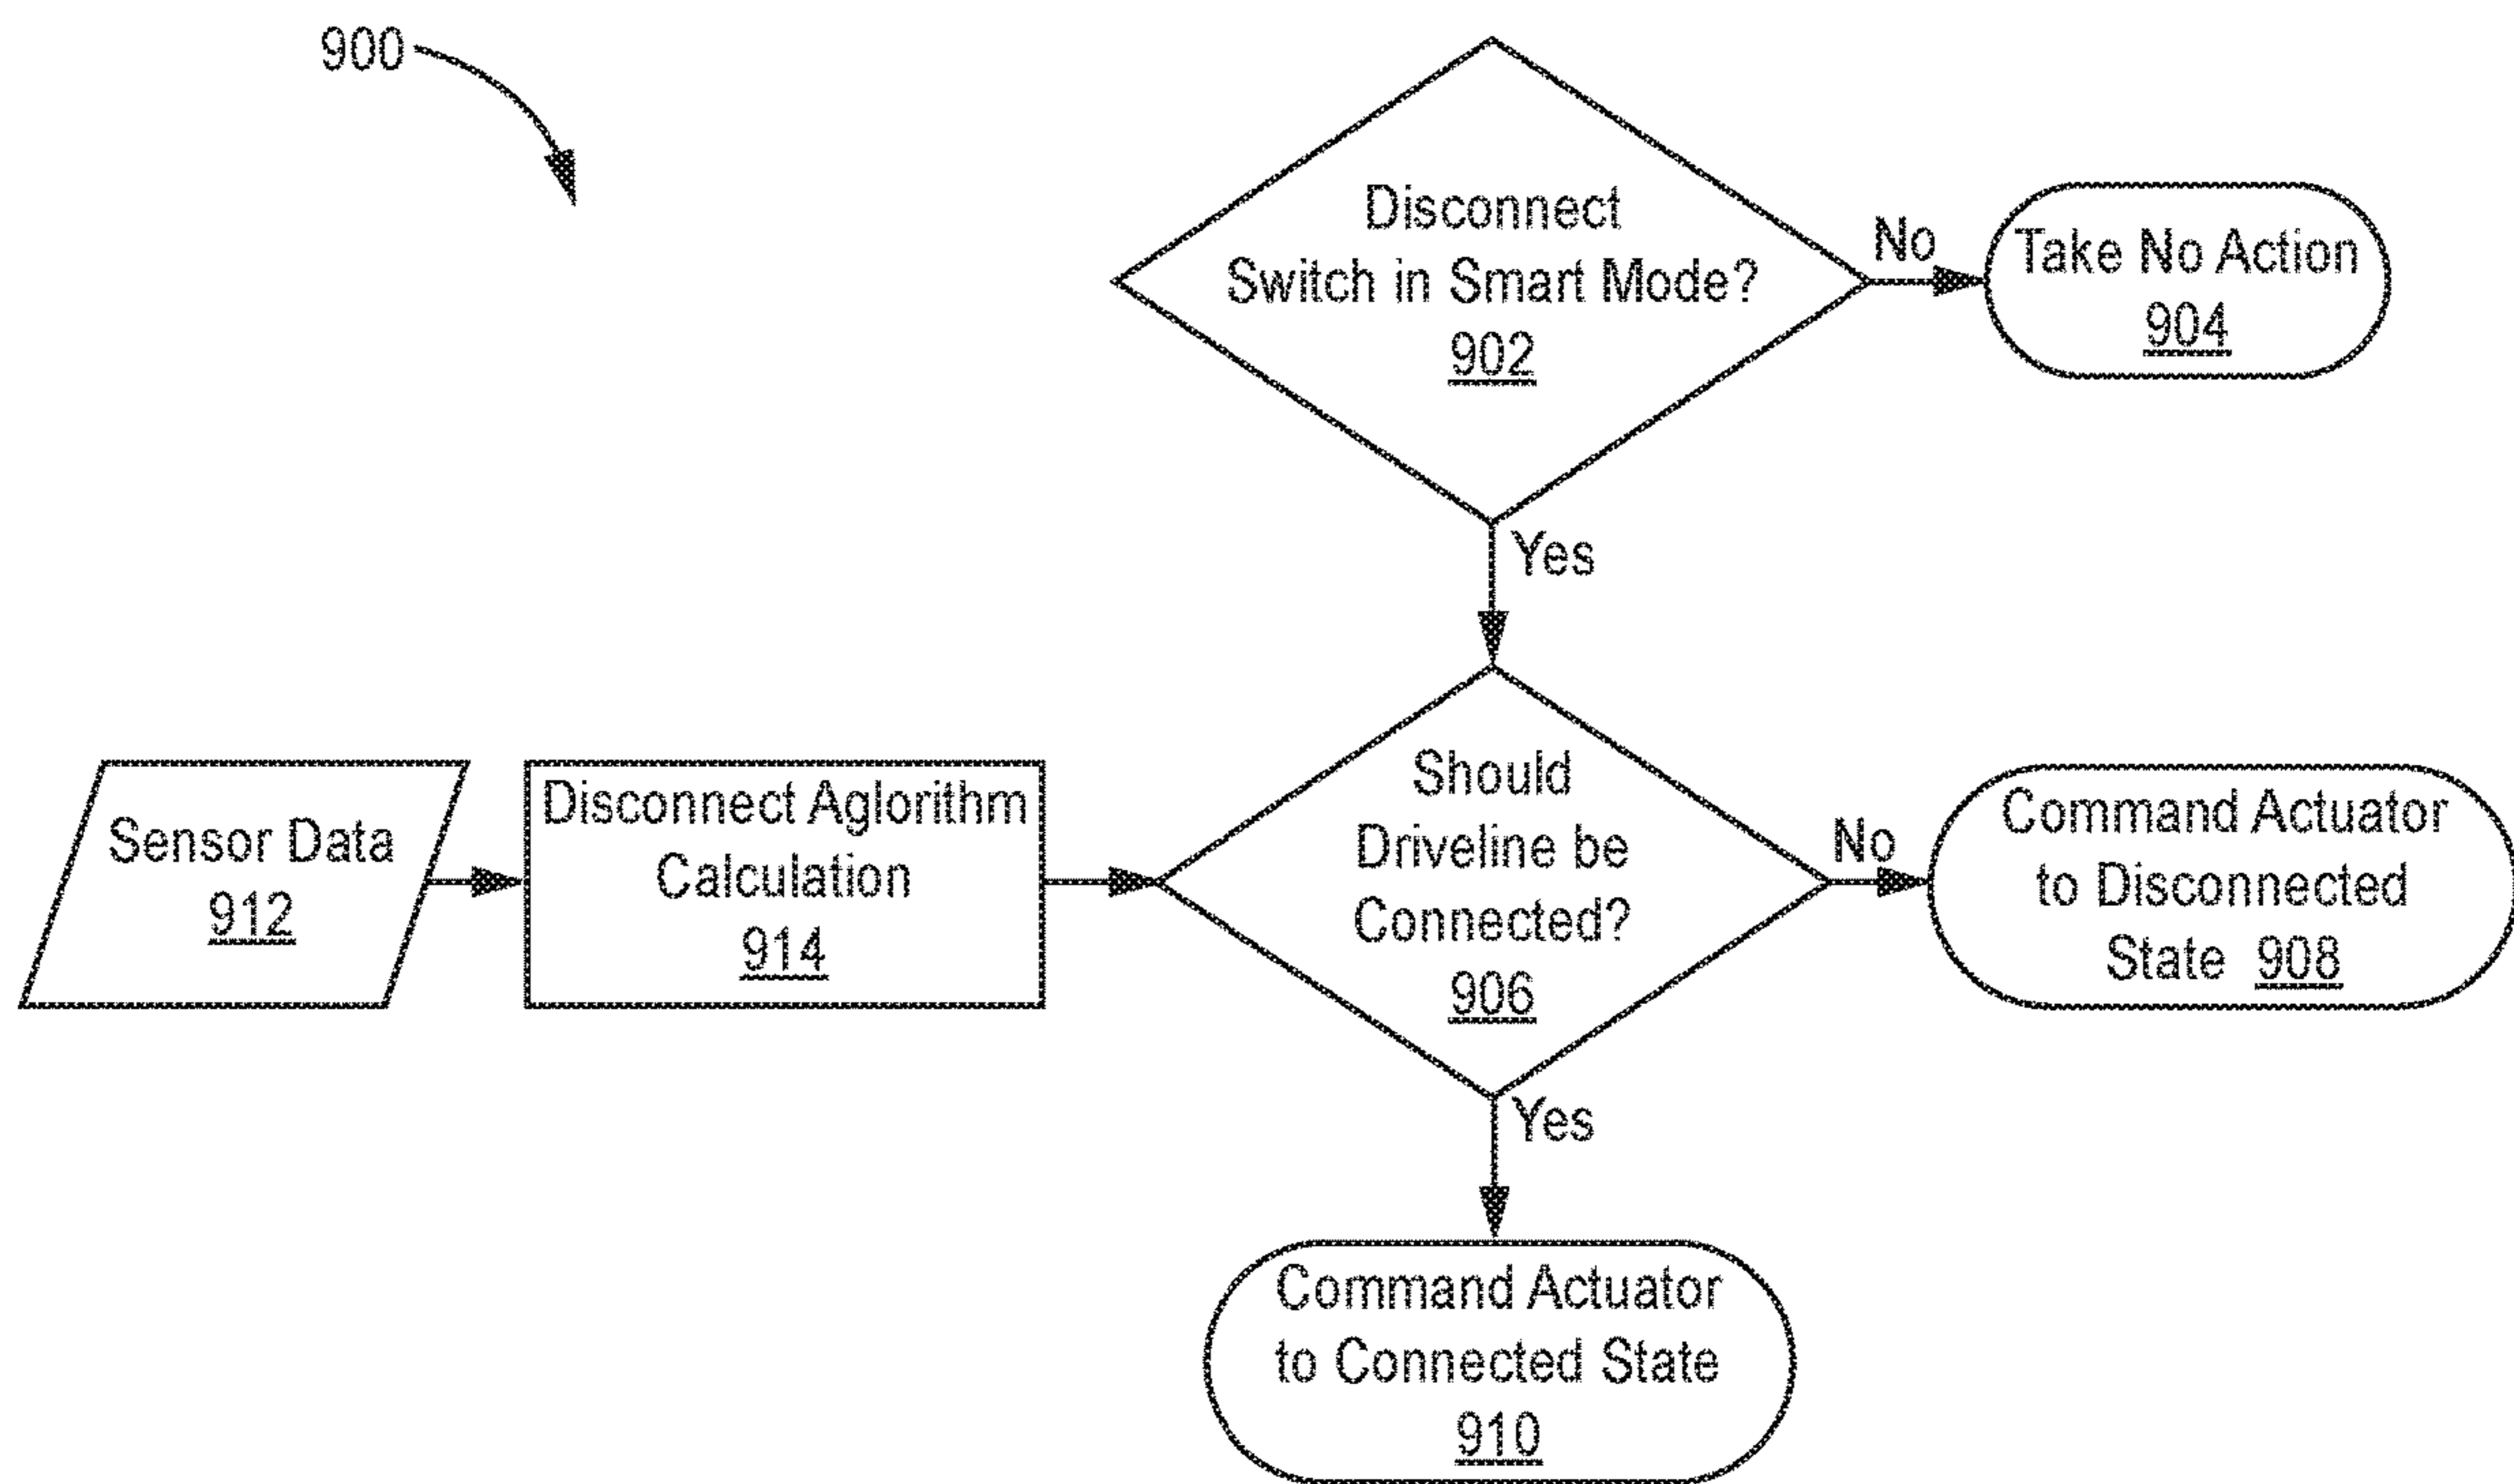 900
Disconnect
Switch in Smart Mode?
902
No
Take No Action
904
Yes
Sensor Data
912
Disconnect Aglorithm
Calculation
914
Should
Driveline be
Connected?
906
No
Command Actuator
to Disconnected
State 908
Yes
Command Actuator
to Connected State
910